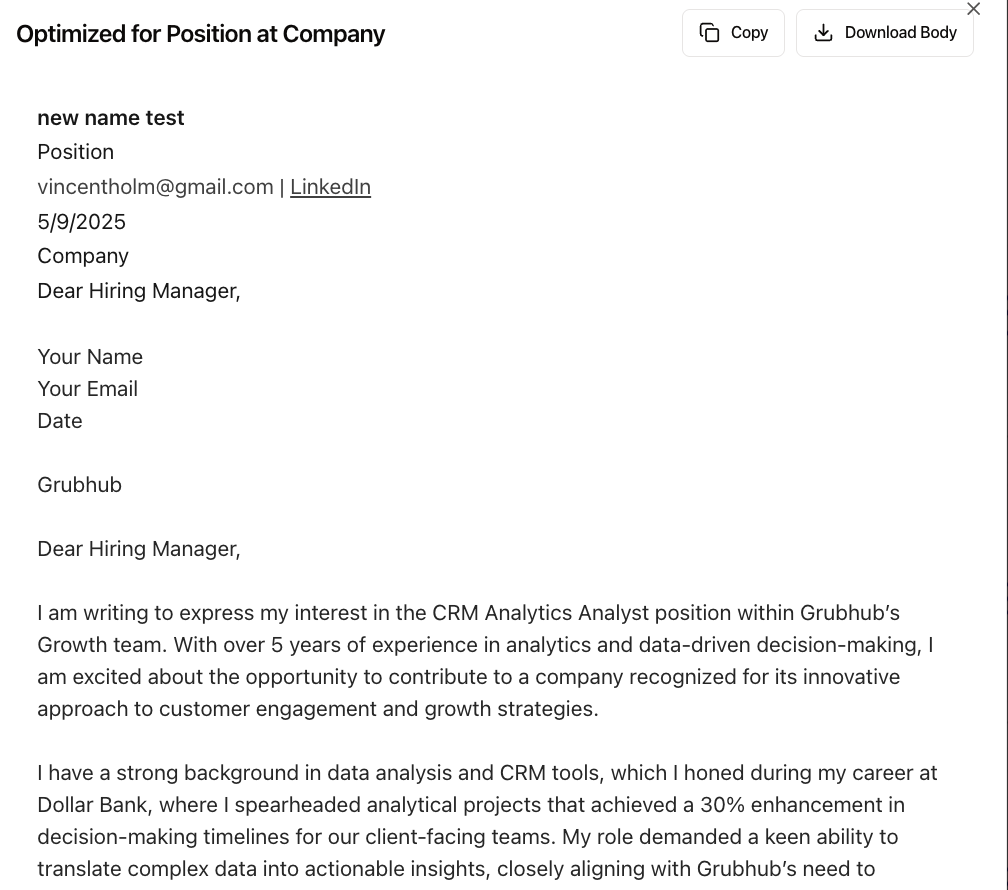 Optimized for Position at Company
Copy
Download Body
new name test
Position
vincentholm@gmail.com | LinkedIn
5/9/2025
Company
Dear Hiring Manager,
Your Name
Your Email
Date
Grubhub
Dear Hiring Manager,
I am writing to express my interest in the CRM Analytics Analyst position within Grubhub’s
Growth team. With over 5 years of experience in analytics and data-driven decision-making, I
am excited about the opportunity to contribute to a company recognized for its innovative
approach to customer engagement and growth strategies.
I have a strong background in data analysis and CRM tools, which I honed during my career at
Dollar Bank, where I spearheaded analytical projects that achieved a 30% enhancement in
decision-making timelines for our client-facing teams. My role demanded a keen ability to
translate complex data into actionable insights, closely aligning with Grubhub’s need to